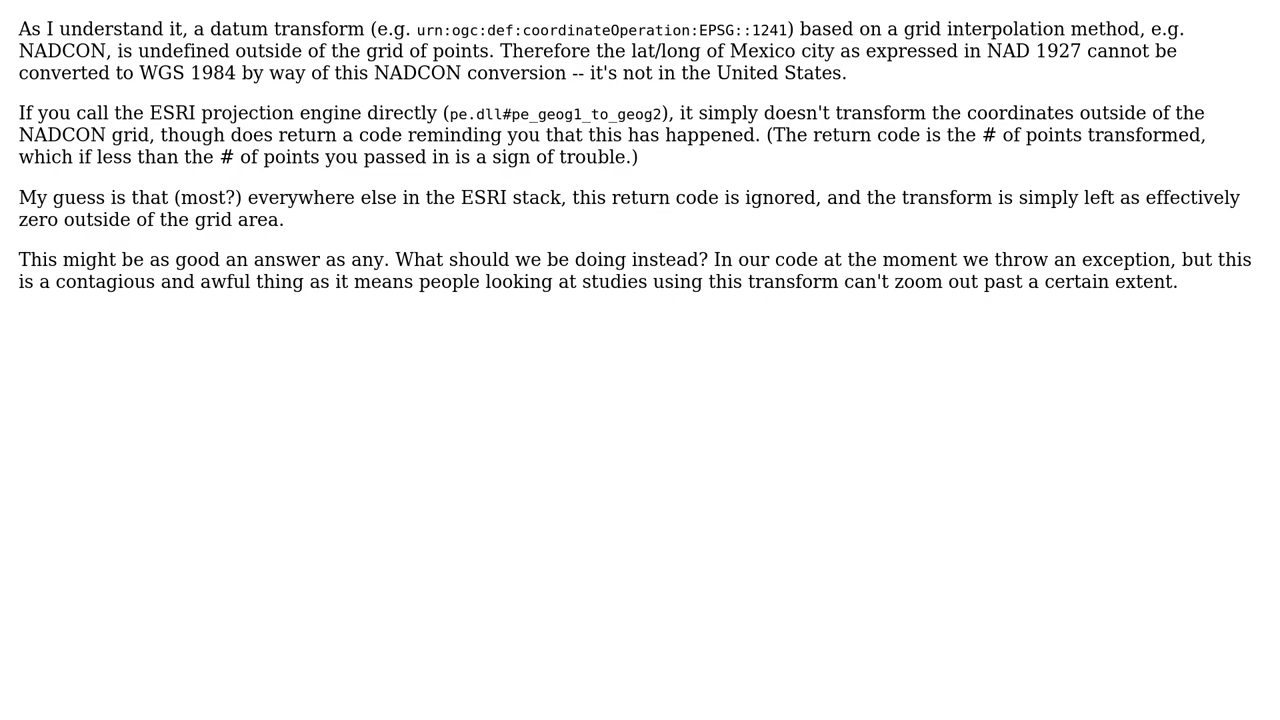 As I understand it, a datum transform (e.g. urn:ogc:def:coordinateOperation:EPSG::1241) based on a grid interpolation method, e.g.
NADCON, is undefined outside of the grid of points. Therefore the lat/long of Mexico city as expressed in NAD 1927 cannot be
converted to WGS 1984 by way of this NADCON conversion -- it's not in the United States.
If you call the ESRI projection engine directly (pe.dll#pe_geog1_to_geog2), it simply doesn't transform the coordinates outside of the
NADCON grid, though does return a code reminding you that this has happened. (The return code is the # of points transformed,
which if less than the # of points you passed in is a sign of trouble.)
My guess is that (most?) everywhere else in the ESRI stack, this return code is ignored, and the transform is simply left as effectively
zero outside of the grid area.
This might be as good an answer as any. What should we be doing instead? In our code at the moment we throw an exception, but this
is a contagious and awful thing as it means people looking at studies using this transform can't zoom out past a certain extent.